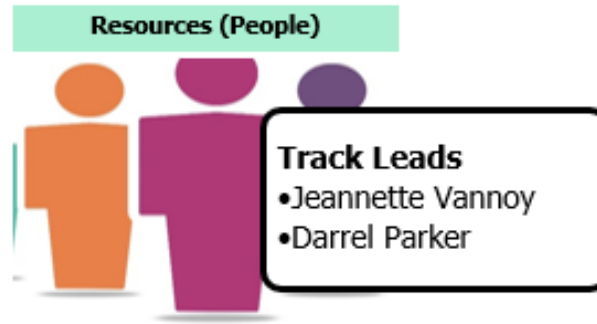 Resources (People)
Track Leads
•Jeannette Vannoy
•Darrel Parker